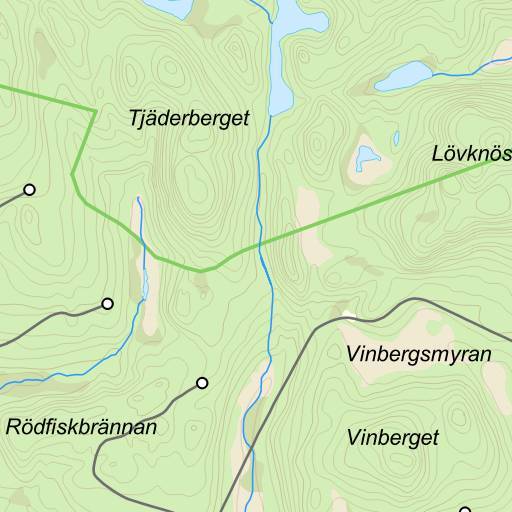 Tjäderberget
Lövknös
Vinbergsmyran
Rödfiskbrännan
Vinberget